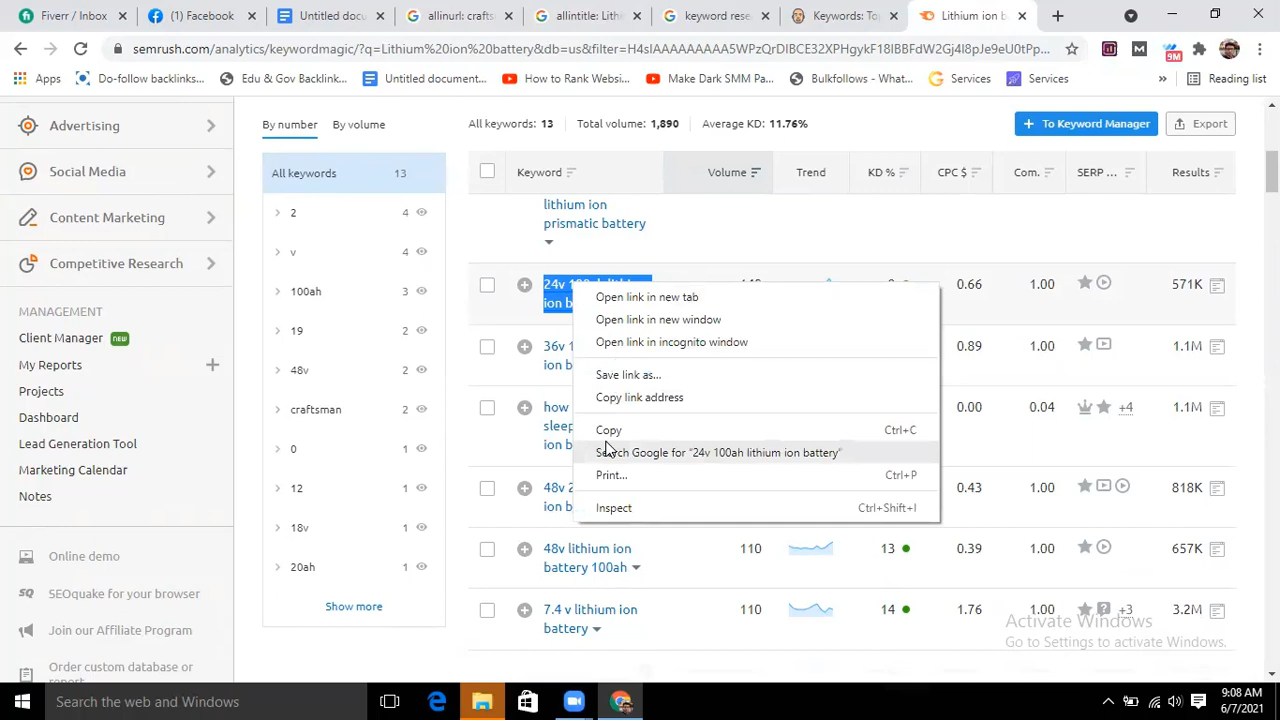 Fiverr / Inbox
(1) Facebook
Untitled docu
allinurl: crafts
allintitle: Lithi
keyword rese
Keywords: Top
Lithium ion b
semrush.com/analytics/keywordmagic/?q=Lithium%20ion%20battery&db=us&filter=
Apps
Do-follow backlinks...
Edu & Gov Backlink...
Untitled document...
How to Rank Websi...
Make Dark SMM Pa...
Bulkfollows - #1 Be...
Services
Services
»
Reading list
9M
Advertising
Social Media
Content Marketing
Competitive Research
MANAGEMENT
Client Manager NEW
My Reports
Projects
Dashboard
Lead Generation Tool
Marketing Calendar
Notes
Online demo
SEOquake for your browser
Join our Affiliate Program
Order custom database or
report
By number By volume
All keywords 13
2 4
v 4
100ah 3
19 2
48v 2
craftsman 2
0 1
12 1
18v 1
20ah 1
Show more
All keywords: 13 Total volume: 1,890 Average KD: 11.76%
+ To Keyword Manager
Export
Keyword Volume Trend KD % CPC $ Com. SERP ... Results
lithium ion
prismatic battery
24v 0.66 1.00 571K
ion b
36v 0.89 1.00 1.1M
ion b
how 0.00 0.04 +4 1.1M
sleep
ion b
48v 2 0.43 1.00 818K
ion b
48v lithium ion 110 13 0.39 1.00 657K
battery 100ah
7.4 v lithium ion 110 14 1.76 1.00 +3 3.2M
battery
Open link in new tab
Open link in new window
Open link in incognito window
Save link as...
Copy link address
Copy Ctrl+C
Search Google for "24v 100ah lithium ion battery"
Print... Ctrl+P
Inspect Ctrl+Shift+I
Activate Windows
Go to Settings to activate Windows.
Search the web and Windows
9:08 AM
6/7/2021